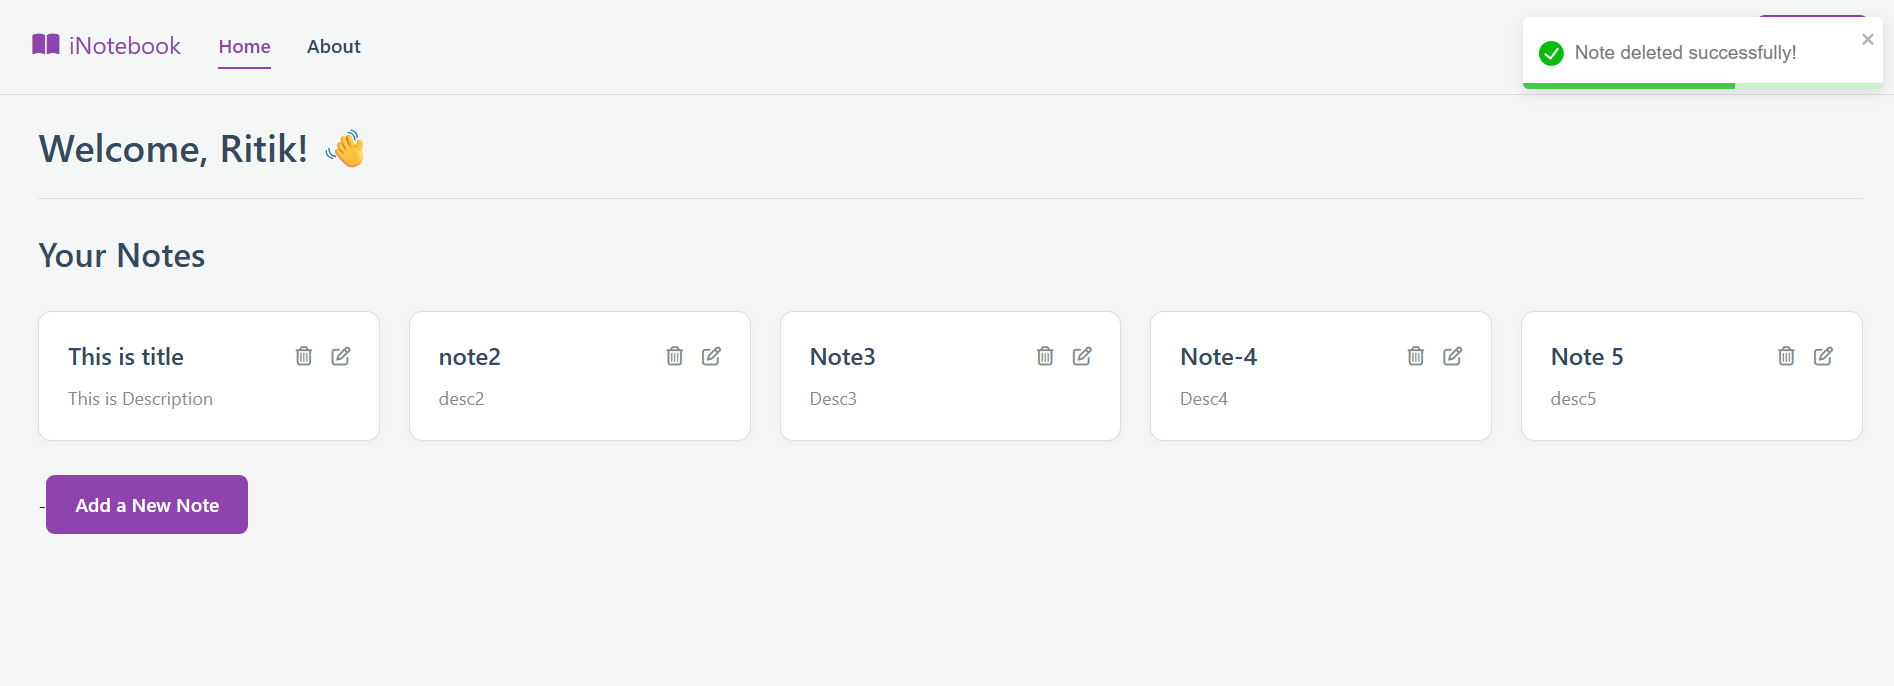 iNotebook
Home
About
Note deleted successfully!
Welcome, Ritik! 👋
Your Notes
This is title
This is Description
note2
desc2
Note3
Desc3
Note-4
Desc4
Note 5
desc5
-
Add a New Note